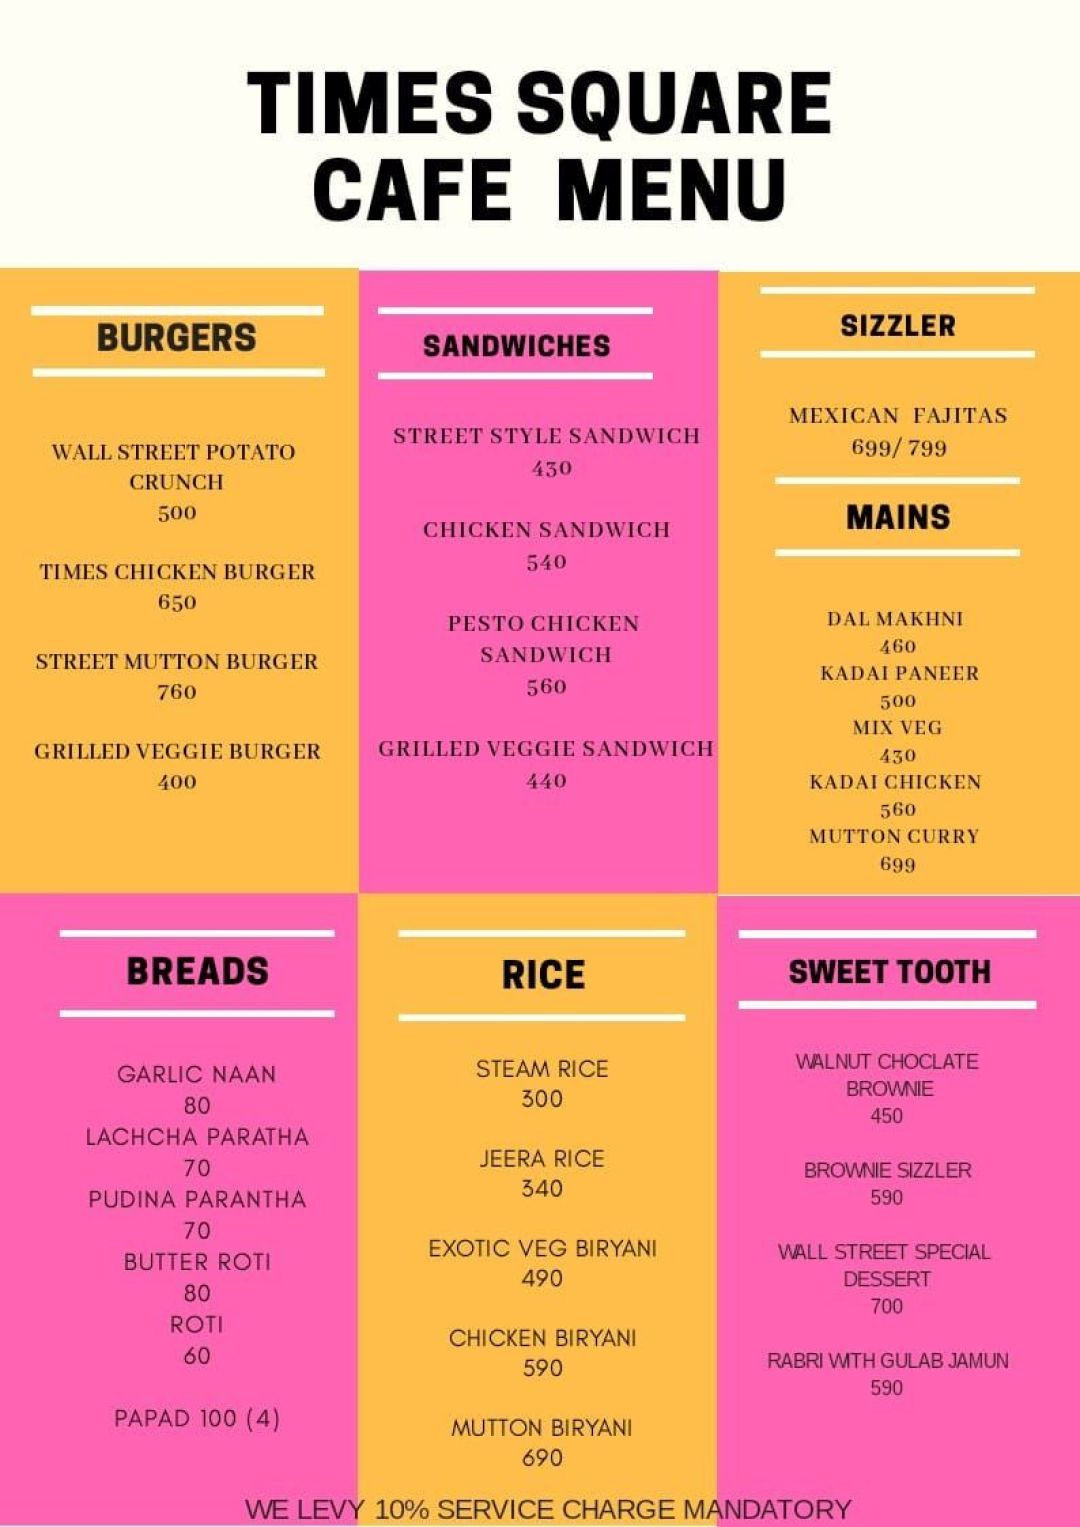 TIMES SQUARE
CAFE MENU
BURGERS
WALL STREET POTATO
CRUNCH
500
TIMES CHICKEN BURGER
650
STREET MUTTON BURGER
760
GRILLED VEGGIE BURGER
400
SANDWICHES
STREET STYLE SANDWICH
430
CHICKEN SANDWICH
540
PESTO CHICKEN
SANDWICH
560
GRILLED VEGGIE SANDWICH
440
SIZZLER
MEXICAN FAJITAS
699/ 799
MAINS
DAL MAKHNI
460
KADAI PANEER
500
MIX VEG
430
KADAI CHICKEN
560
MUTTON CURRY
699
BREADS
GARLIC NAAN
80
LACHCHA PARATHA
70
PUDINA PARANTHA
70
BUTTER ROTI
80
ROTI
60
PAPAD 100 (4)
RICE
STEAM RICE
300
JEERA RICE
340
EXOTIC VEG BIRYANI
490
CHICKEN BIRYANI
590
MUTTON BIRYANI
690
SWEET TOOTH
WALNUT CHOCLATE
BROWNIE
450
BROWNIE SIZZLER
590
WALL STREET SPECIAL
DESSERT
700
RABRI WITH GULAB JAMUN
590
WE LEVY 10% SERVICE CHARGE MANDATORY